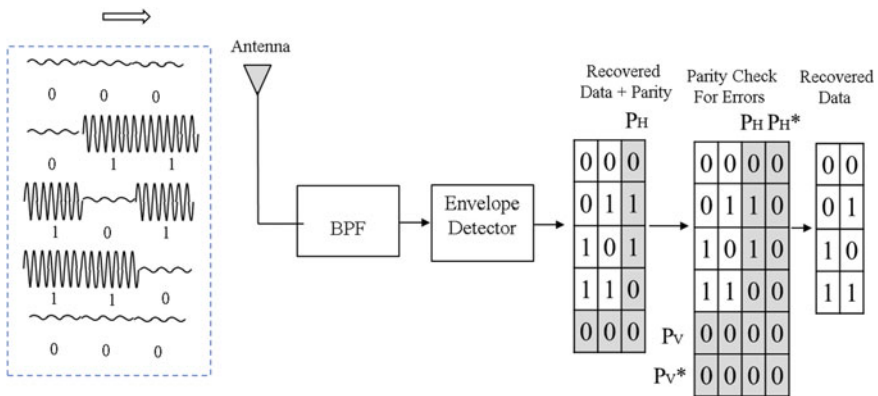 Antenna
0 0 0
0 1 1
1 0 1
1 1 0
0 0 0
BPF
Envelope
Detector
Recovered
Data + Parity
PH
0 0 0
0 1 1
1 0 1
1 1 0
0 0 0
Parity Check
For Errors
PH PH*
0 0 0 0
0 1 1 0
1 0 1 0
1 1 0 0
PV 0 0 0 0
PV* 0 0 0 0
Recovered
Data
0 0
0 1
1 0
1 1